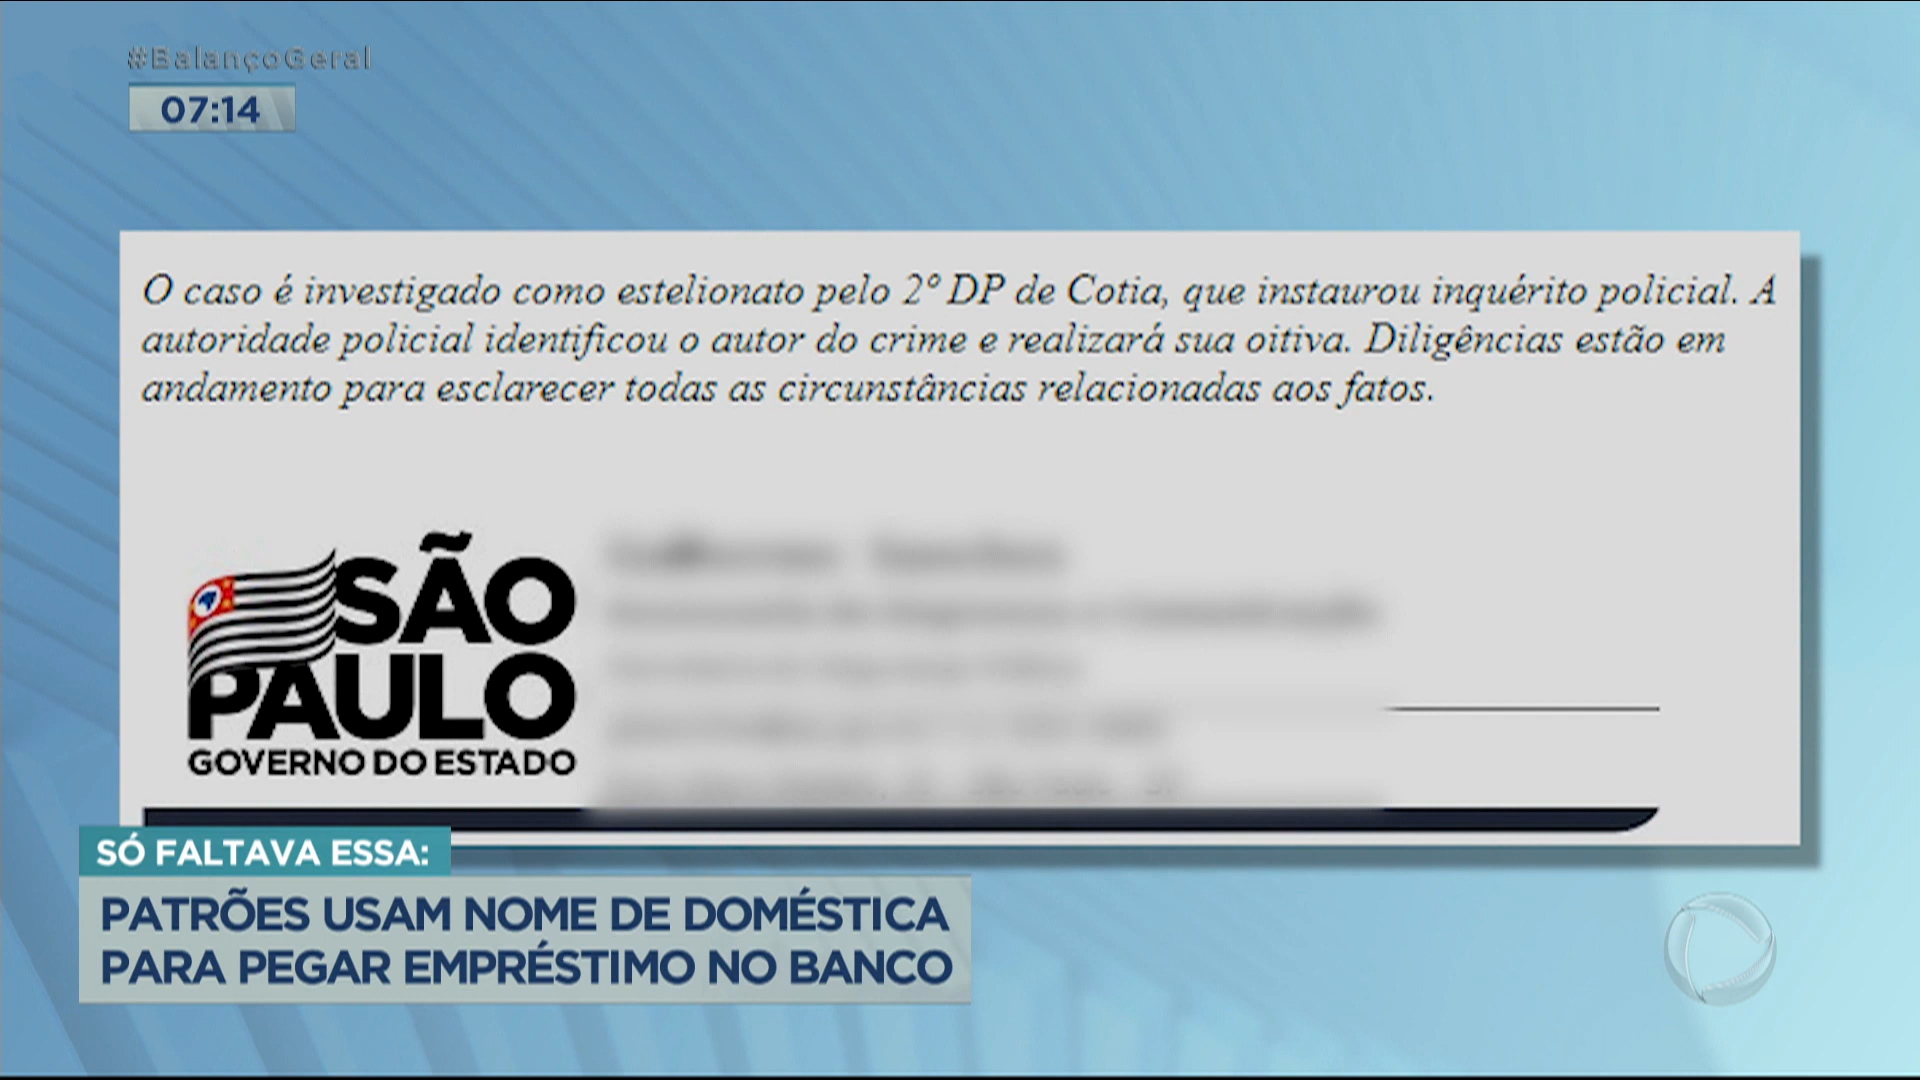 #BalançoGeral
07:14
O caso é investigado como estelionato pelo 2º DP de Cotia, que instaurou inquérito policial. A
autoridade policial identificou o autor do crime e realizará sua oitiva. Diligências estão em
andamento para esclarecer todas as circunstâncias relacionadas aos fatos.
SÃO
PAULO
GOVERNO DO ESTADO
SÓ FALTAVA ESSA:
PATRÕES USAM NOME DE DOMÉSTICA
PARA PEGAR EMPRÉSTIMO NO BANCO